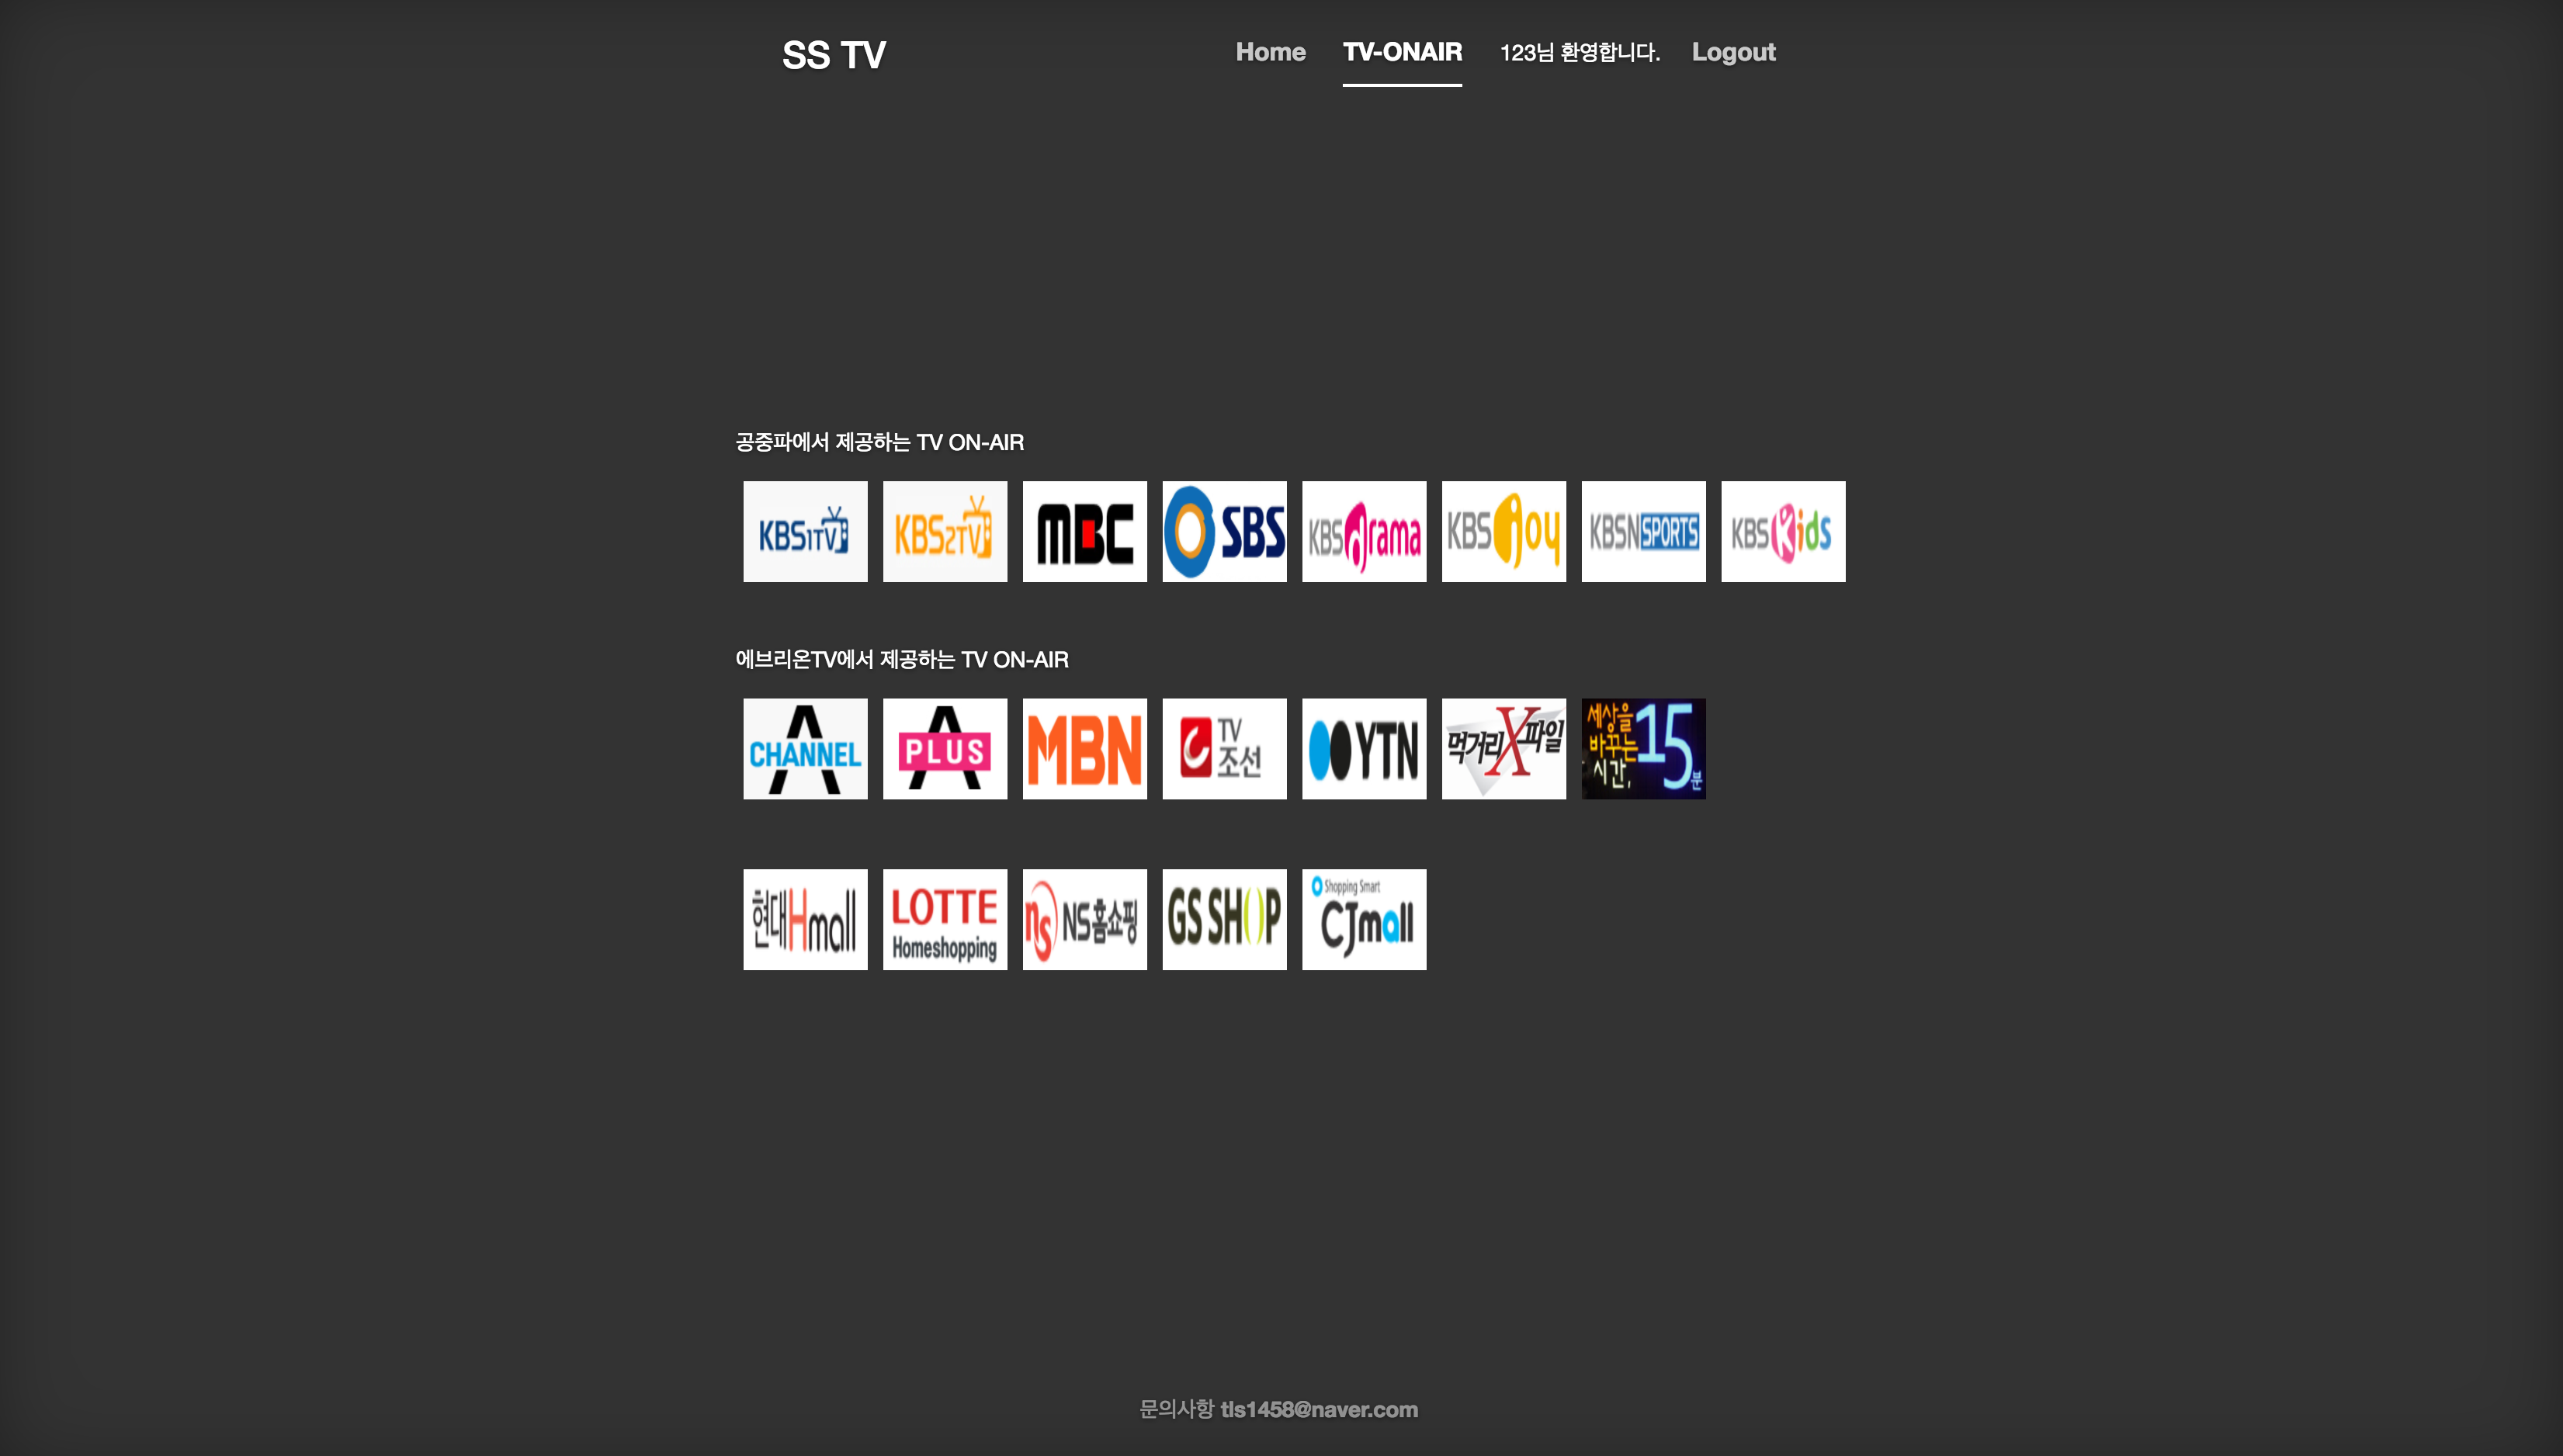 SS TV
Home TV-ONAIR 123님 환영합니다. Logout
공중파에서 제공하는 TV ON-AIR
KBS1TV
KBS2TV
MBC
SBS
KBS drama
KBS joy
KBSN SPORTS
KBS Kids
에브리온TV에서 제공하는 TV ON-AIR
CHANNEL A
A PLUS
MBN
TV
조선
YTN
먹거리X파일
세상을
바꾸는
시간,
15분
현대Hmall
LOTTE
Homeshopping
ns NS홈쇼핑
GS SHOP
Shopping Smart
CJmall
문의사항 tls1458@naver.com